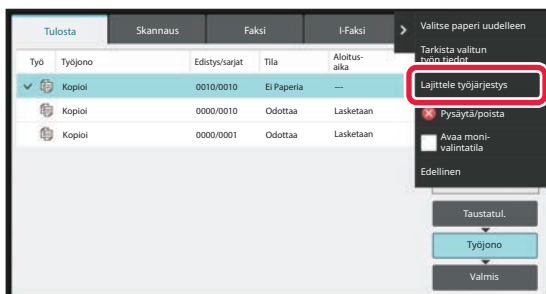 Tulosta
Skannaus
Faksi
I-Faksi
Työ Työjono Edistys/sarjat Tila Aloitus-
aika
Kopioi 0010/0010 Ei Paperia ---
Kopioi 0000/0010 Odottaa Lasketaan
Kopioi 0000/0001 Odottaa Lasketaan
Valitse paperi uudelleen
Tarkista valitun
työn tiedot
Lajittele työjärjestys
Pysäytä/poista
Avaa moni-
valintatila
Edellinen
Taustatul.
Työjono
Valmis